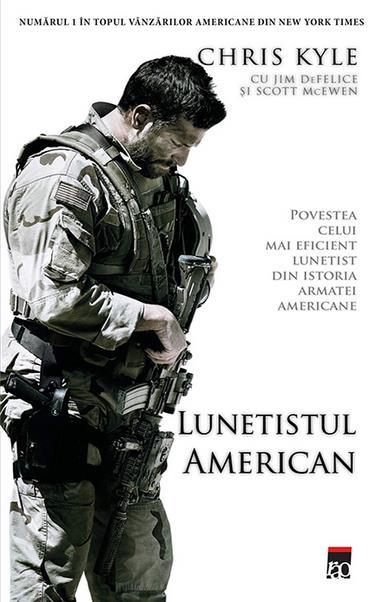 NUMĂRUL 1 ÎN TOPUL VÂNZĂRILOR AMERICANE DIN NEW YORK TIMES
CHRIS KYLE
CU JIM DEFELICE
ȘI SCOTT MCEWEN
POVESTEA
CELUI
MAI EFICIENT
LUNETIST
DIN ISTORIA
ARMATEI
AMERICANE
LUNETISTUL
AMERICAN
rao